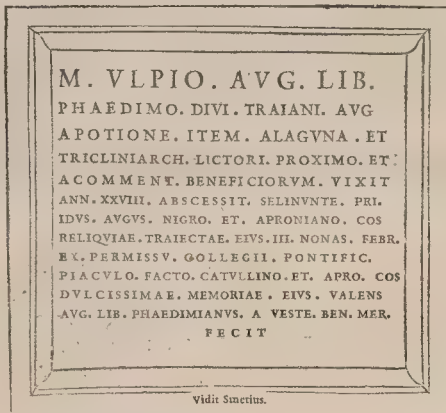 M. VLPIO. AVG. LIB.
PHAEDIMO. DIVI. TRAIANI. AVG
APOTIONE. ITEM. ALAGVNA. ET
TRICLINIARCH. LICTORI. PROXIMO. ET.
ACOMMENT. BENEFICIORVM. VIXIT
ANN. XXVIII. ABSCESSIT. SELINVNTE. PRI.
IDVS. AVGVS. NIGRO. ET. APRONIANO. COS
RELIQVIAE. TRAIECTAE. EIVS. III. NONAS. FEBR.
EX. PERMISSV. GOLLEGII. PONTIFIC.
PIACVLO. FACTO. CATVLLINO. ET. APRO. COS
DVLCISSIMAE. MEMORIAE. EIVS. VALENS
AVG. LIB. PHAEDIMIANVS. A VESTE. BEN. MER.
FECIT
Vidit Smetius.